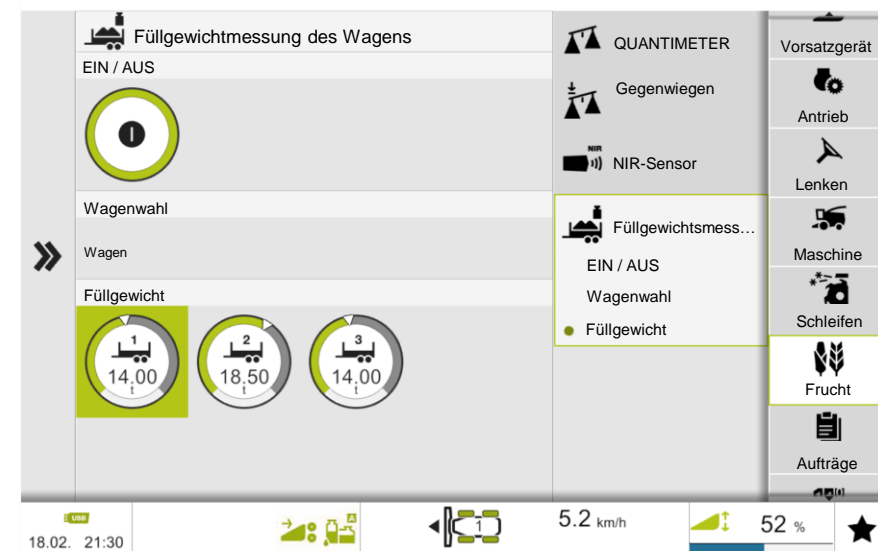 Füllgewichtmessung des Wagens
EIN / AUS
Wagenwahl
Wagen
Füllgewicht
1
14.00
t
2
18.50
t
3
14.00
t
QUANTIMETER
Gegenwiegen
NIR
NIR-Sensor
Füllgewichtsmess…
EIN / AUS
Wagenwahl
Füllgewicht
Vorsatzgerät
Antrieb
Lenken
Maschine
Schleifen
Frucht
Aufträge
USB
18.02. 21:30
A
1
5.2 km/h
52 %